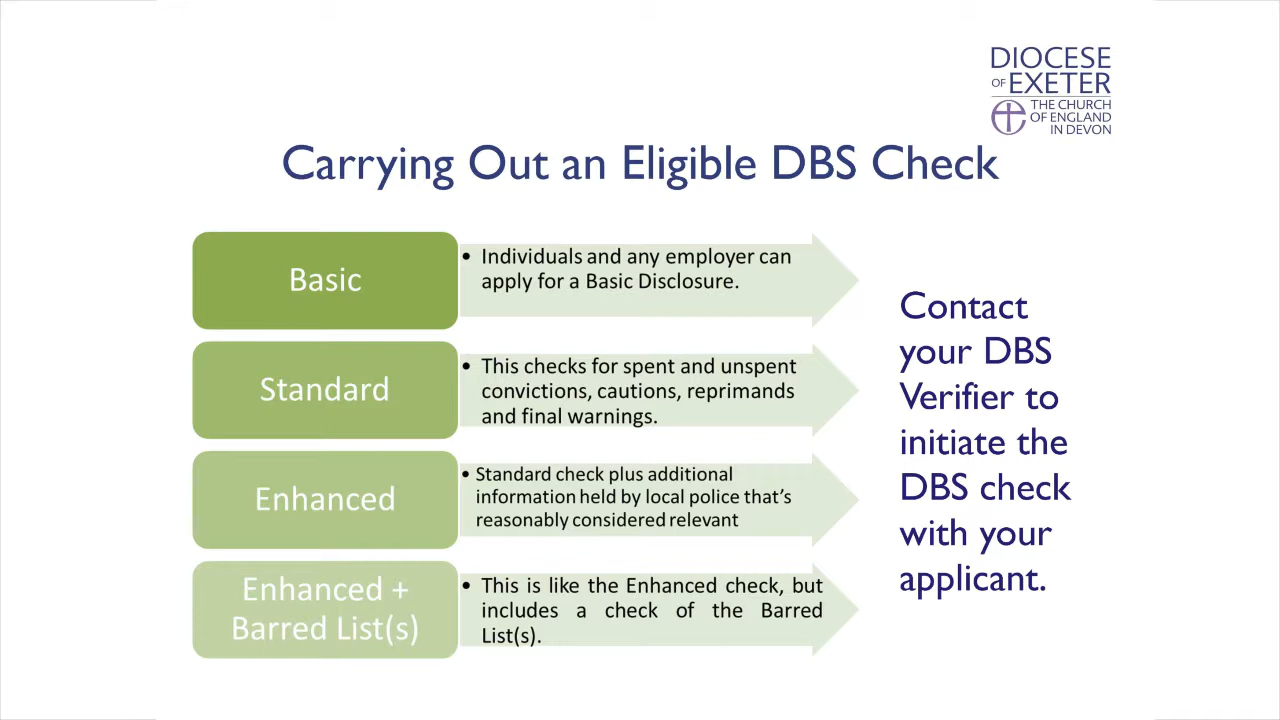 DIOCESE
OF EXETER
THE CHURCH
OF ENGLAND
IN DEVON
Carrying Out an Eligible DBS Check
Basic
• Individuals and any employer can
apply for a Basic Disclosure.
Standard
• This checks for spent and unspent
convictions, cautions, reprimands
and final warnings.
Enhanced
• Standard check plus additional
information held by local police that's
reasonably considered relevant
Enhanced +
Barred List(s)
• This is like the Enhanced check, but
includes a check of the Barred
List(s).
Contact
your DBS
Verifier to
initiate the
DBS check
with your
applicant.